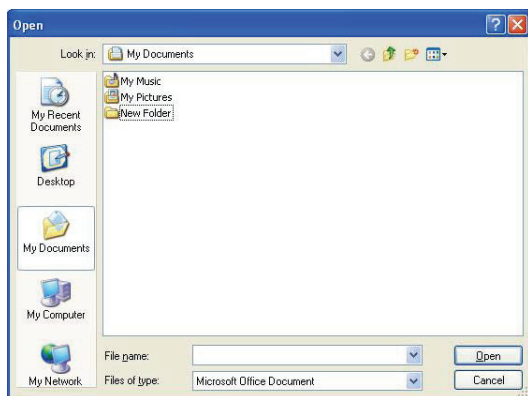 Open
Look in: My Documents
My Recent
Documents
Desktop
My Documents
My Computer
My Network
My Music
My Pictures
New Folder
File name:
Open
Files of type: Microsoft Office Document
Cancel